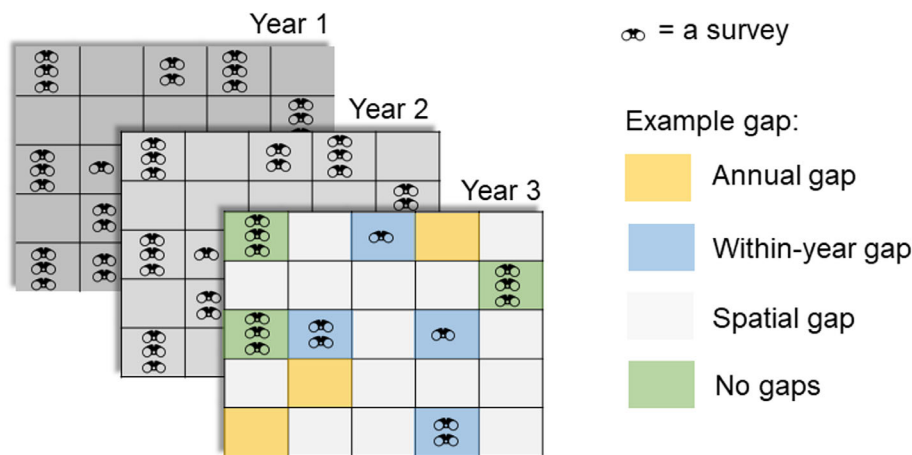 Year 1
Year 2
Year 3
= a survey
Example gap:
Annual gap
Within-year gap
Spatial gap
No gaps